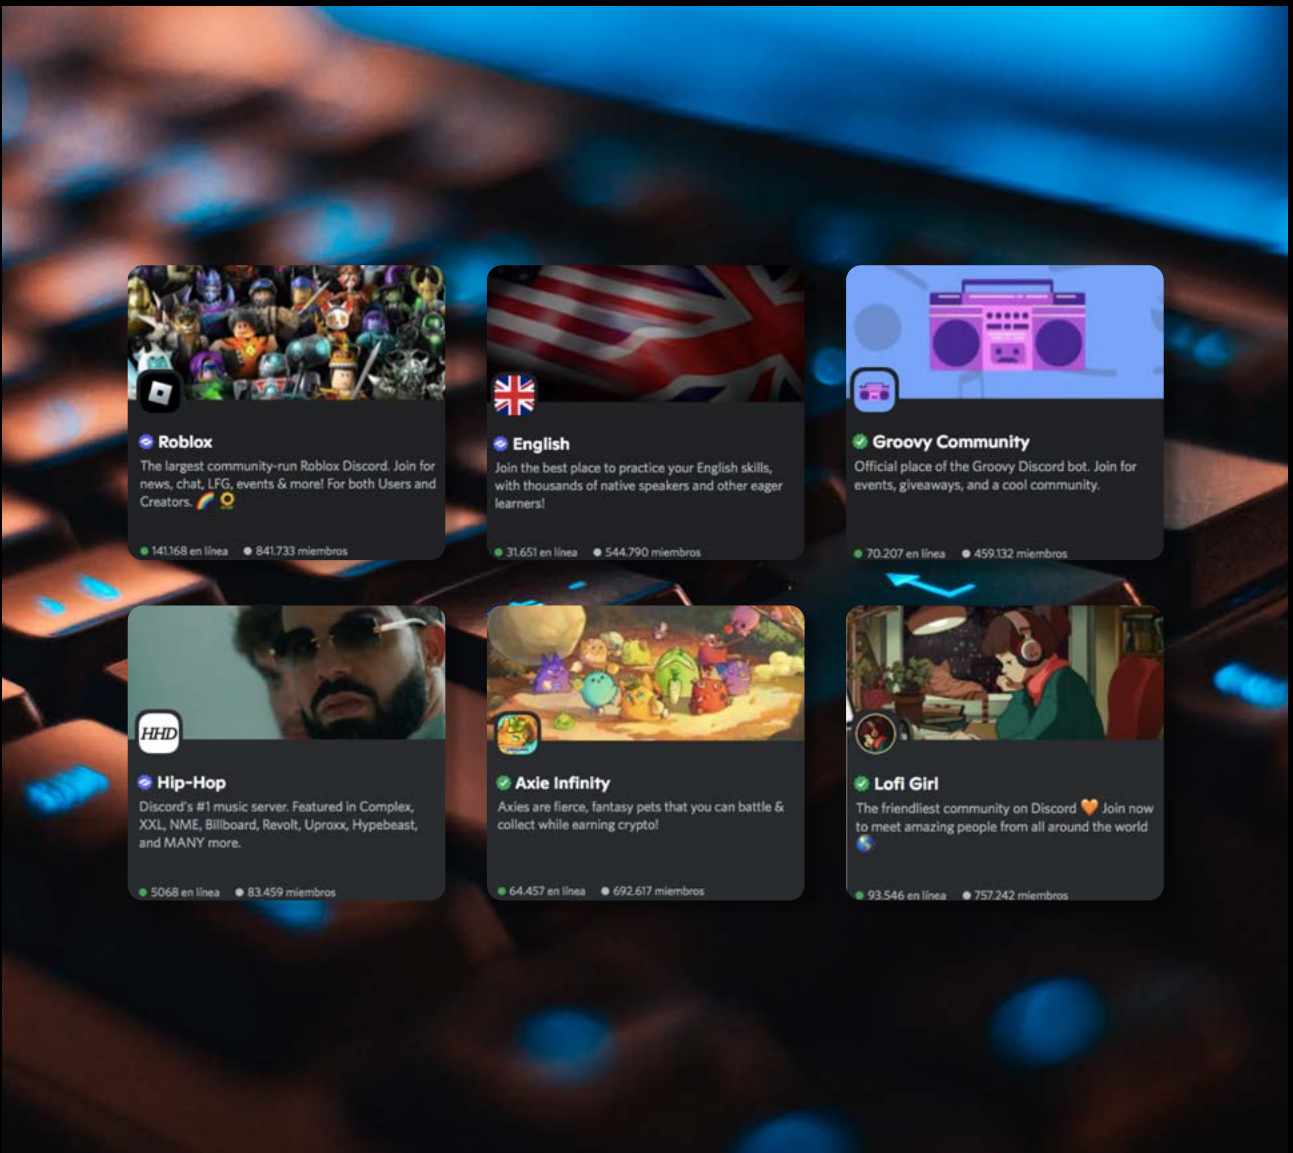 Roblox
The largest community-run Roblox Discord. Join for
news, chat, LFG, events & more! For both Users and
Creators. 🌈 🌻
141.168 en línea 841.733 miembros
English
Join the best place to practice your English skills,
with thousands of native speakers and other eager
learners!
31.651 en línea 544.790 miembros
Groovy Community
Official place of the Groovy Discord bot. Join for
events, giveaways, and a cool community.
70.207 en línea 459.132 miembros
HHD
Hip-Hop
Discord's #1 music server. Featured in Complex,
XXL, NME, Billboard, Revolt, Uproxx, Hypebeast,
and MANY more.
5068 en línea 83.459 miembros
Axie Infinity
Axies are fierce, fantasy pets that you can battle &
collect while earning crypto!
64.457 en línea 692.617 miembros
Lofi Girl
The friendliest community on Discord 🧡 Join now
to meet amazing people from all around the world
🌎
93.546 en línea 757.242 miembros